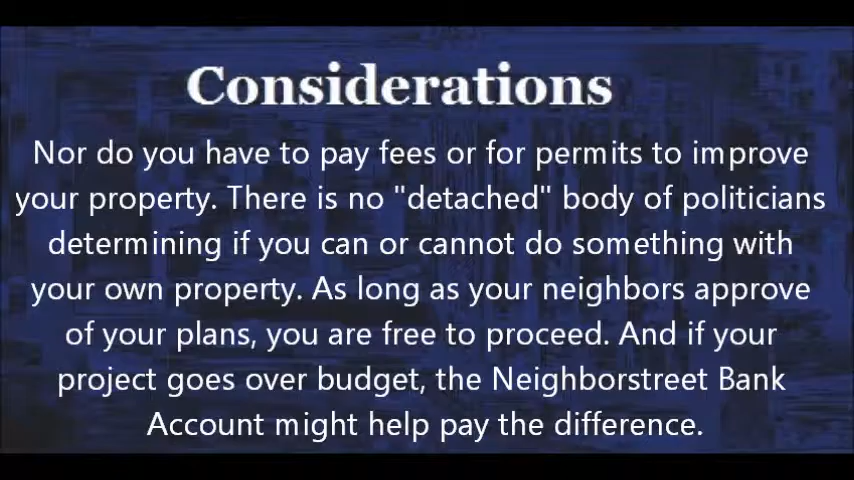 Considerations
Nor do you have to pay fees or for permits to improve
your property. There is no "detached" body of politicians
determining if you can or cannot do something with
your own property. As long as your neighbors approve
of your plans, you are free to proceed. And if your
project goes over budget, the Neighborstreet Bank
Account might help pay the difference.